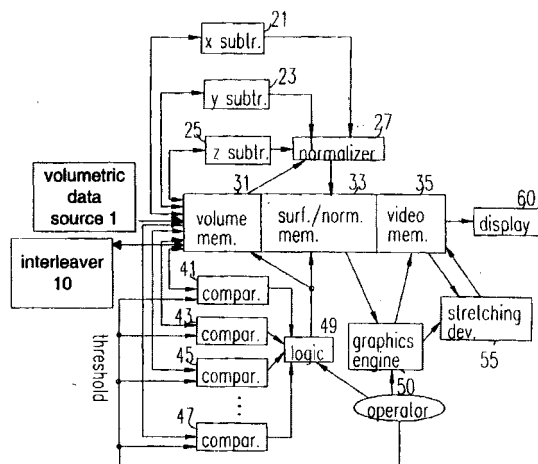 21
x subtr.
23
y subtr.
25
z subtr.
27
normalizer
volumetric
data
source 1
31
volume
mem.
33
surf./norm.
mem.
35
video
mem.
60
display
interleaver
10
41
compar.
43
compar.
45
compar.
47
compar.
threshold
49
logic
graphics
engine
50
stretching
dev.
55
operator